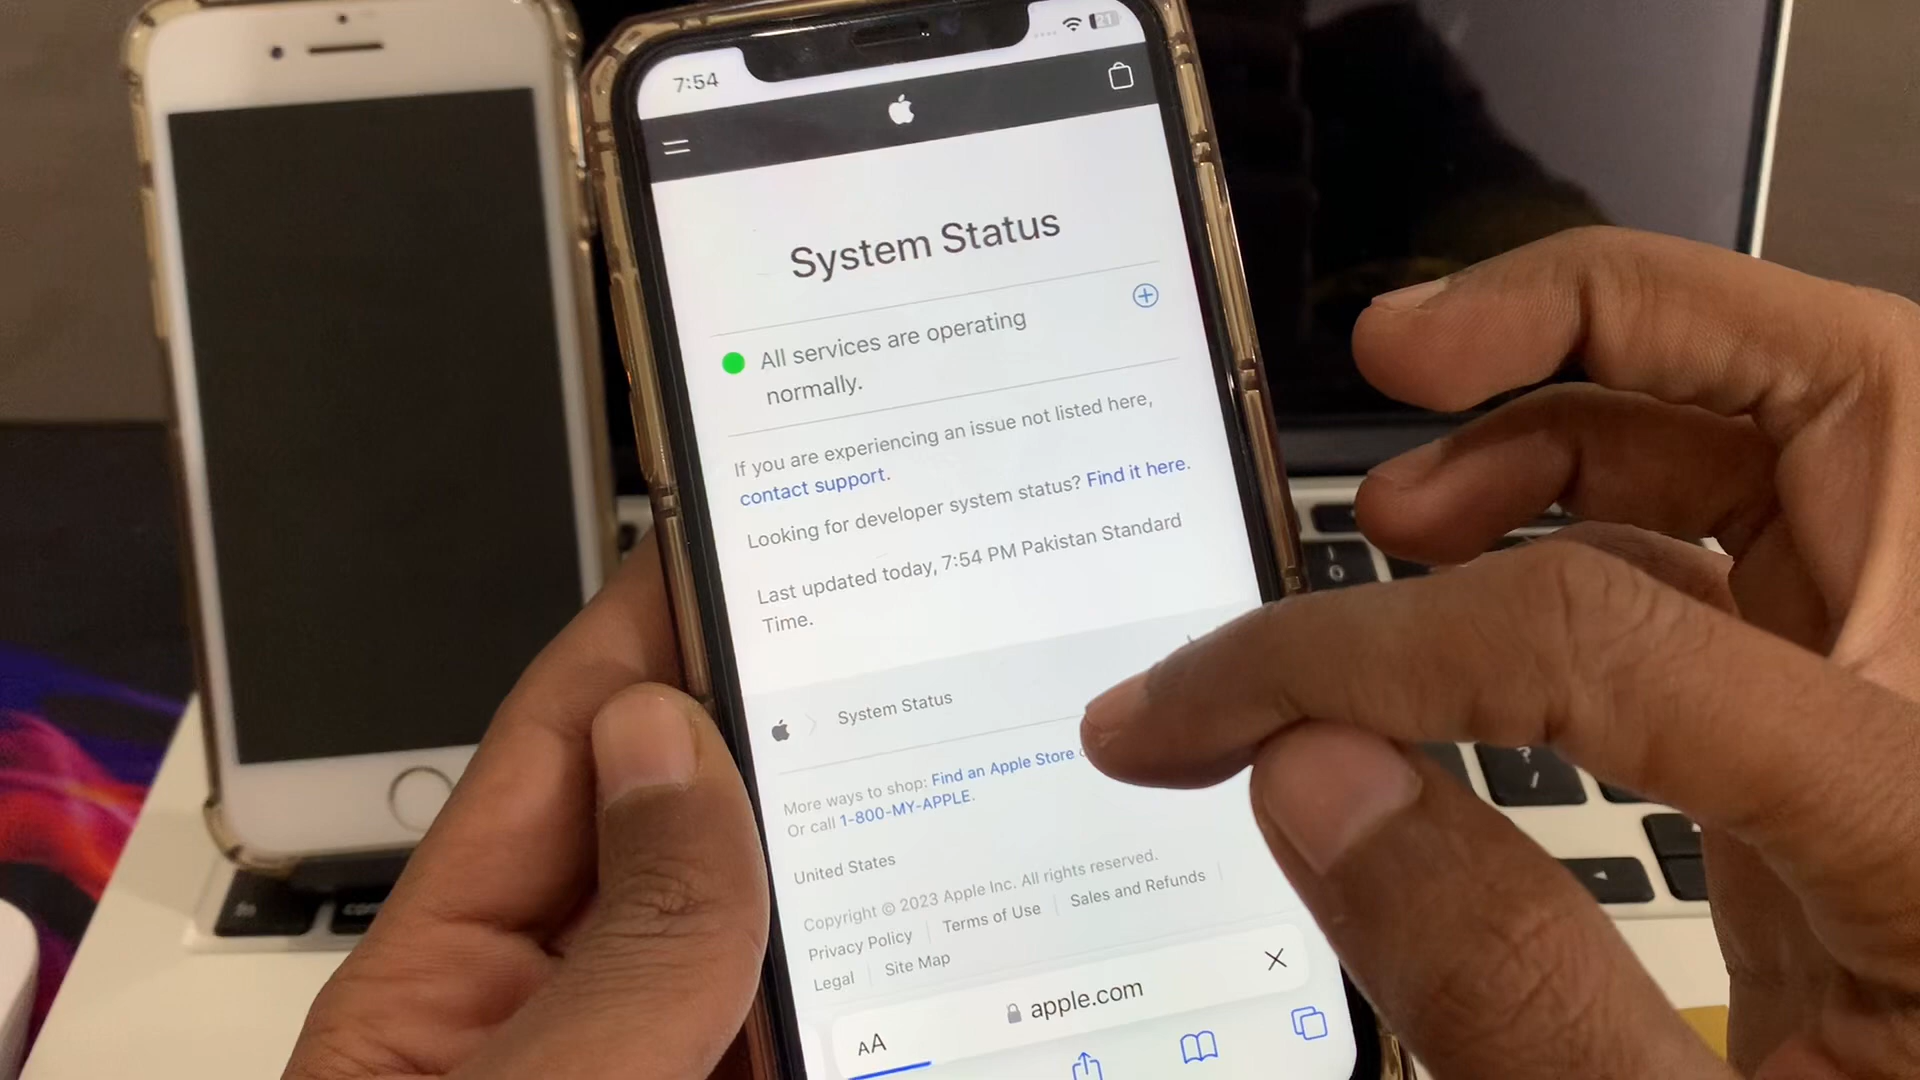 7:54
21
System Status
All services are operating
normally.
If you are experiencing an issue not listed here,
contact support.
Looking for developer system status? Find it here.
Last updated today, 7:54 PM Pakistan Standard
Time.
System Status
More ways to shop: Find an Apple Store
Or call 1-800-MY-APPLE.
United States
Copyright © 2023 Apple Inc. All rights reserved.
Privacy Policy | Terms of Use | Sales and Refunds |
Legal | Site Map
AA apple.com
fn